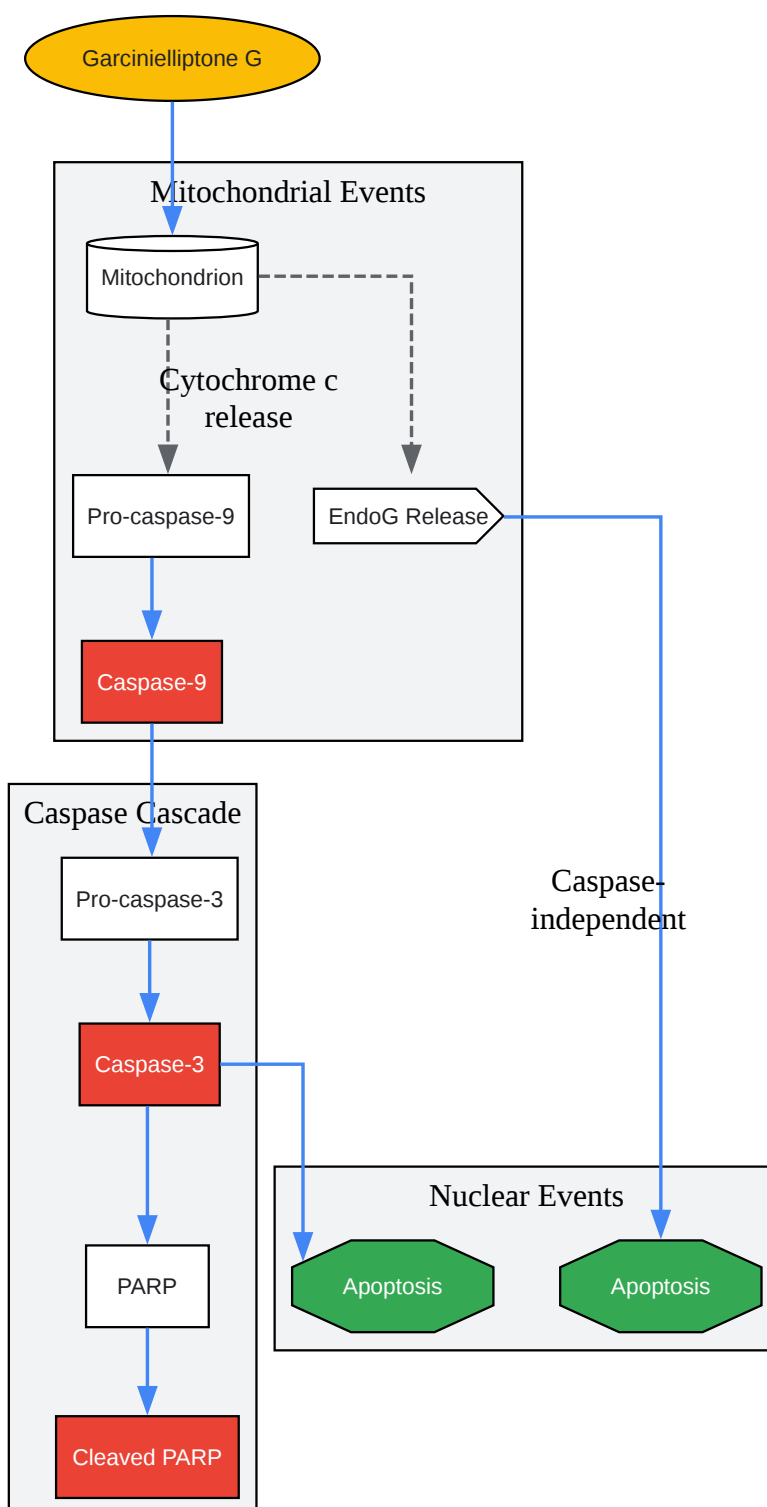 Garcinielliptone G
Mitochondrial Events
Mitochondrion
Cytochrome c
release
Pro-caspase-9
EndoG Release
Caspase-9
Caspase Cascade
Pro-caspase-3
Caspase-
independent
Caspase-3
Nuclear Events
PARP
Apoptosis
Apoptosis
Cleaved PARP